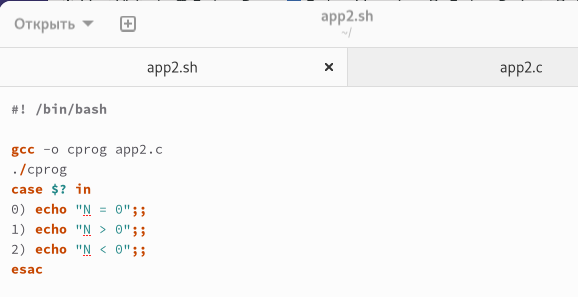 Открыть
app2.sh
~/
app2.sh ×
app2.c
#! /bin/bash
gcc -o cprog app2.c
./cprog
case $? in
0) echo "N = 0";;
1) echo "N > 0";;
2) echo "N < 0";;
esac